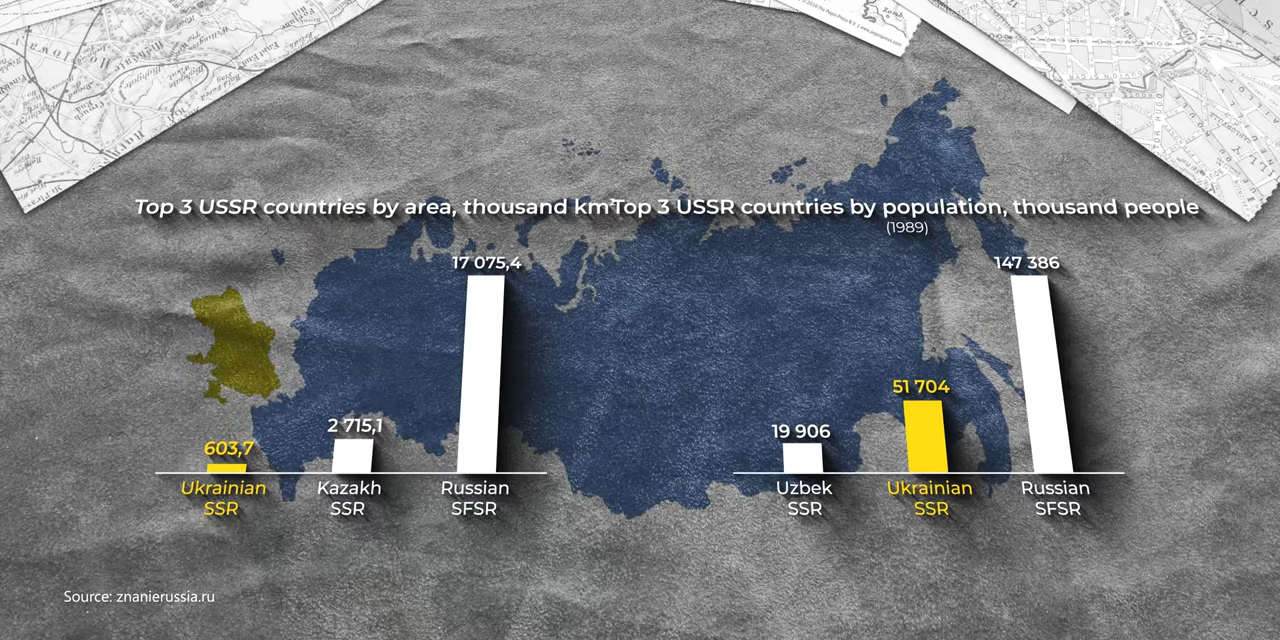 Top 3 USSR countries by area, thousand km²
Top 3 USSR countries by population, thousand people
(1989)
17 075,4
2 715,1
603,7
Ukrainian
SSR
Kazakh
SSR
Russian
SFSR
147 386
51 704
19 906
Uzbek
SSR
Ukrainian
SSR
Russian
SFSR
Source: znanierussia.ru